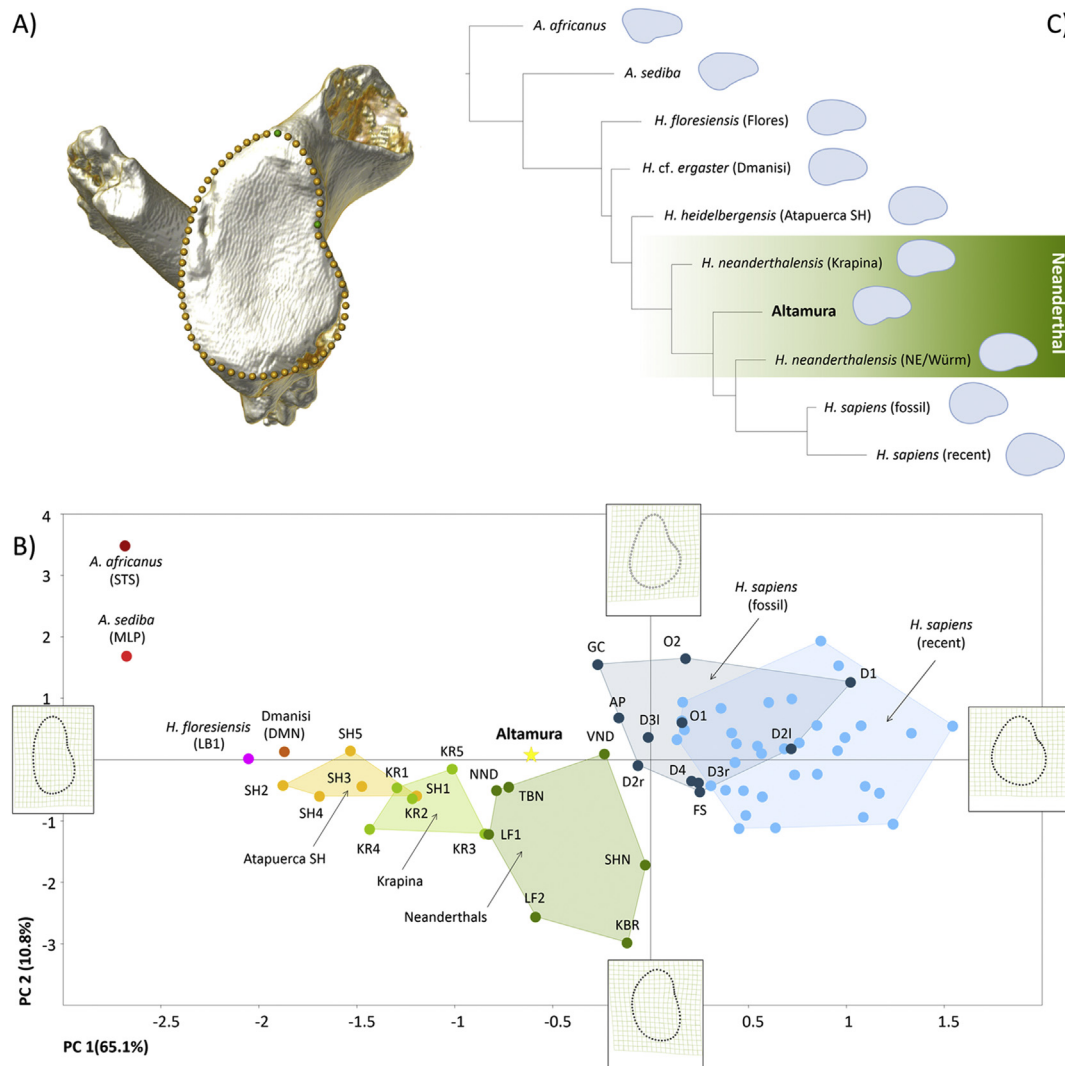 A)
C)
A. africanus
A. sediba
H. floresiensis (Flores)
H. cf. ergaster (Dmanisi)
H. heidelbergensis (Atapuerca SH)
H. neanderthalensis (Krapina)
Altamura
H. neanderthalensis (NE/Würm)
H. sapiens (fossil)
H. sapiens (recent)
Neanderthal
B)
4
3
2
1
0
-1
-2
-3
PC 2 (10.8%)
A. africanus
(STS)
A. sediba
(MLP)
H. floresiensis
(LB1)
Dmanisi
(DMN)
SH5
SH3
SH2
SH4
SH1
Atapuerca SH
KR1
KR5
KR2
KR4
KR3
Krapina
Altamura
NND
TBN
VND
LF1
LF2
SHN
KBR
Neanderthals
GC
O2
AP
D3l
O1
D2r
D4
D3r
FS
D2l
D1
H. sapiens
(fossil)
H. sapiens
(recent)
-2.5
-2
-1.5
-1
-0.5
0.5
1
1.5
PC 1(65.1%)